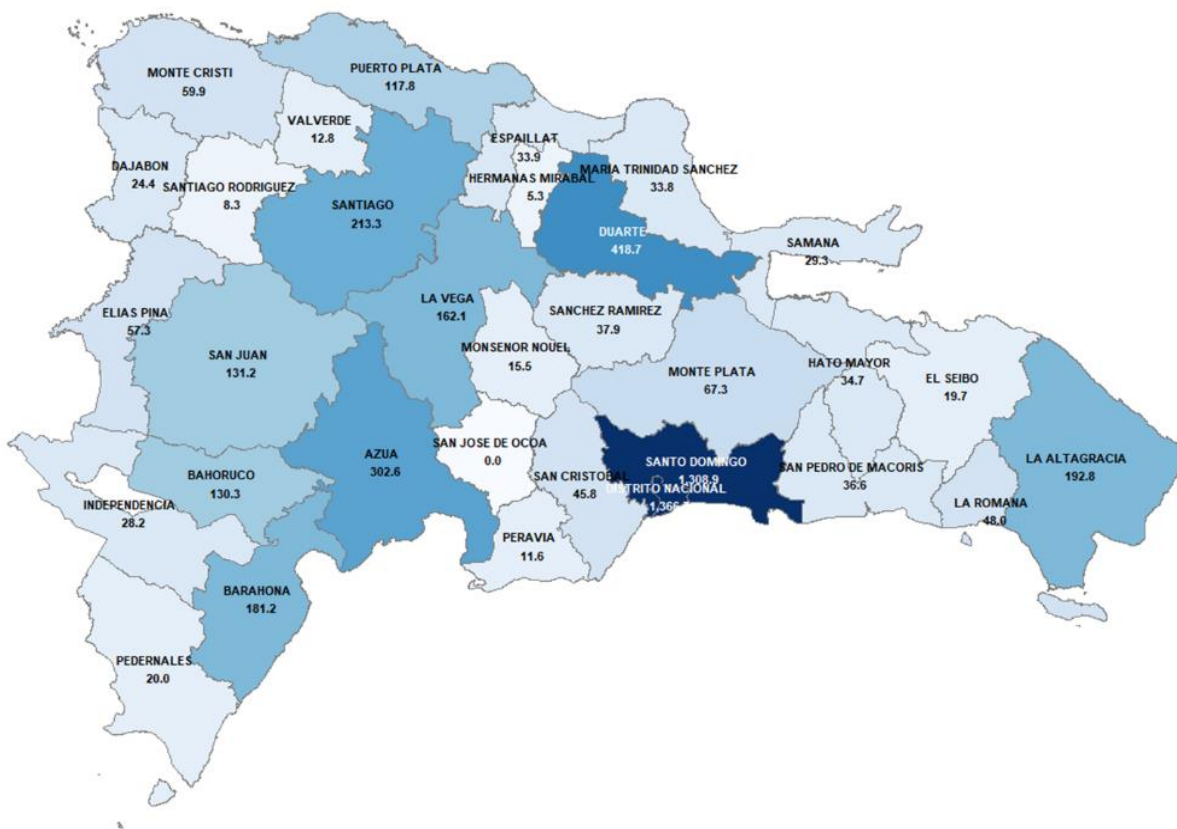 MONTE CRISTI
59.9
PUERTO PLATA
117.8
VALVERDE
12.8
ESPAILLAT
33.9
DAJABON
24.4
SANTIAGO RODRIGUEZ
8.3
HERMANAS MIRABAL
5.3
MARIA TRINIDAD SANCHEZ
33.8
SANTIAGO
213.3
DUARTE
418.7
SAMANA
29.3
LA VEGA
162.1
ELIAS PINA
57.3
SANCHEZ RAMIREZ
37.9
SAN JUAN
131.2
MONSENOR NOUEL
15.5
MONTE PLATA
67.3
HATO MAYOR
34.7
EL SEIBO
19.7
SAN JOSE DE OCOA
0.0
AZUA
302.6
SANTO DOMINGO
1,308.9
LA ALTAGRACIA
192.8
BAHORUCO
130.3
SAN CRISTOBAL
45.8
SAN PEDRO DE MACORIS
36.6
DISTRITO NACIONAL
INDEPENDENCIA
28.2
LA ROMANA
48.0
PERAVIA
11.6
BARAHONA
181.2
PEDERNALES
20.0